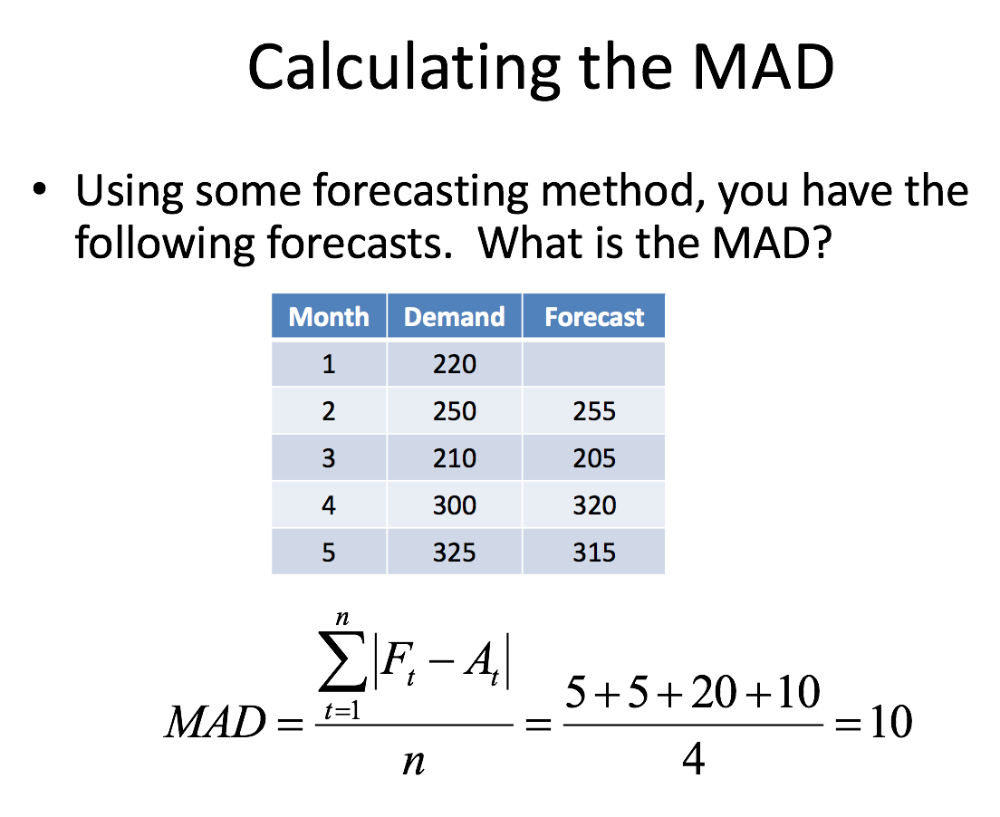 Calculating the MAD
• Using some forecasting method, you have the
following forecasts.  What is the MAD?
Month Demand Forecast
1 220
2 250 255
3 210 205
4 300 320
5 325 315
MAD = \frac{\sum_{t=1}^{n} |F_t − A_t|}{n} = \frac{5+5+20+10}{4} = 10